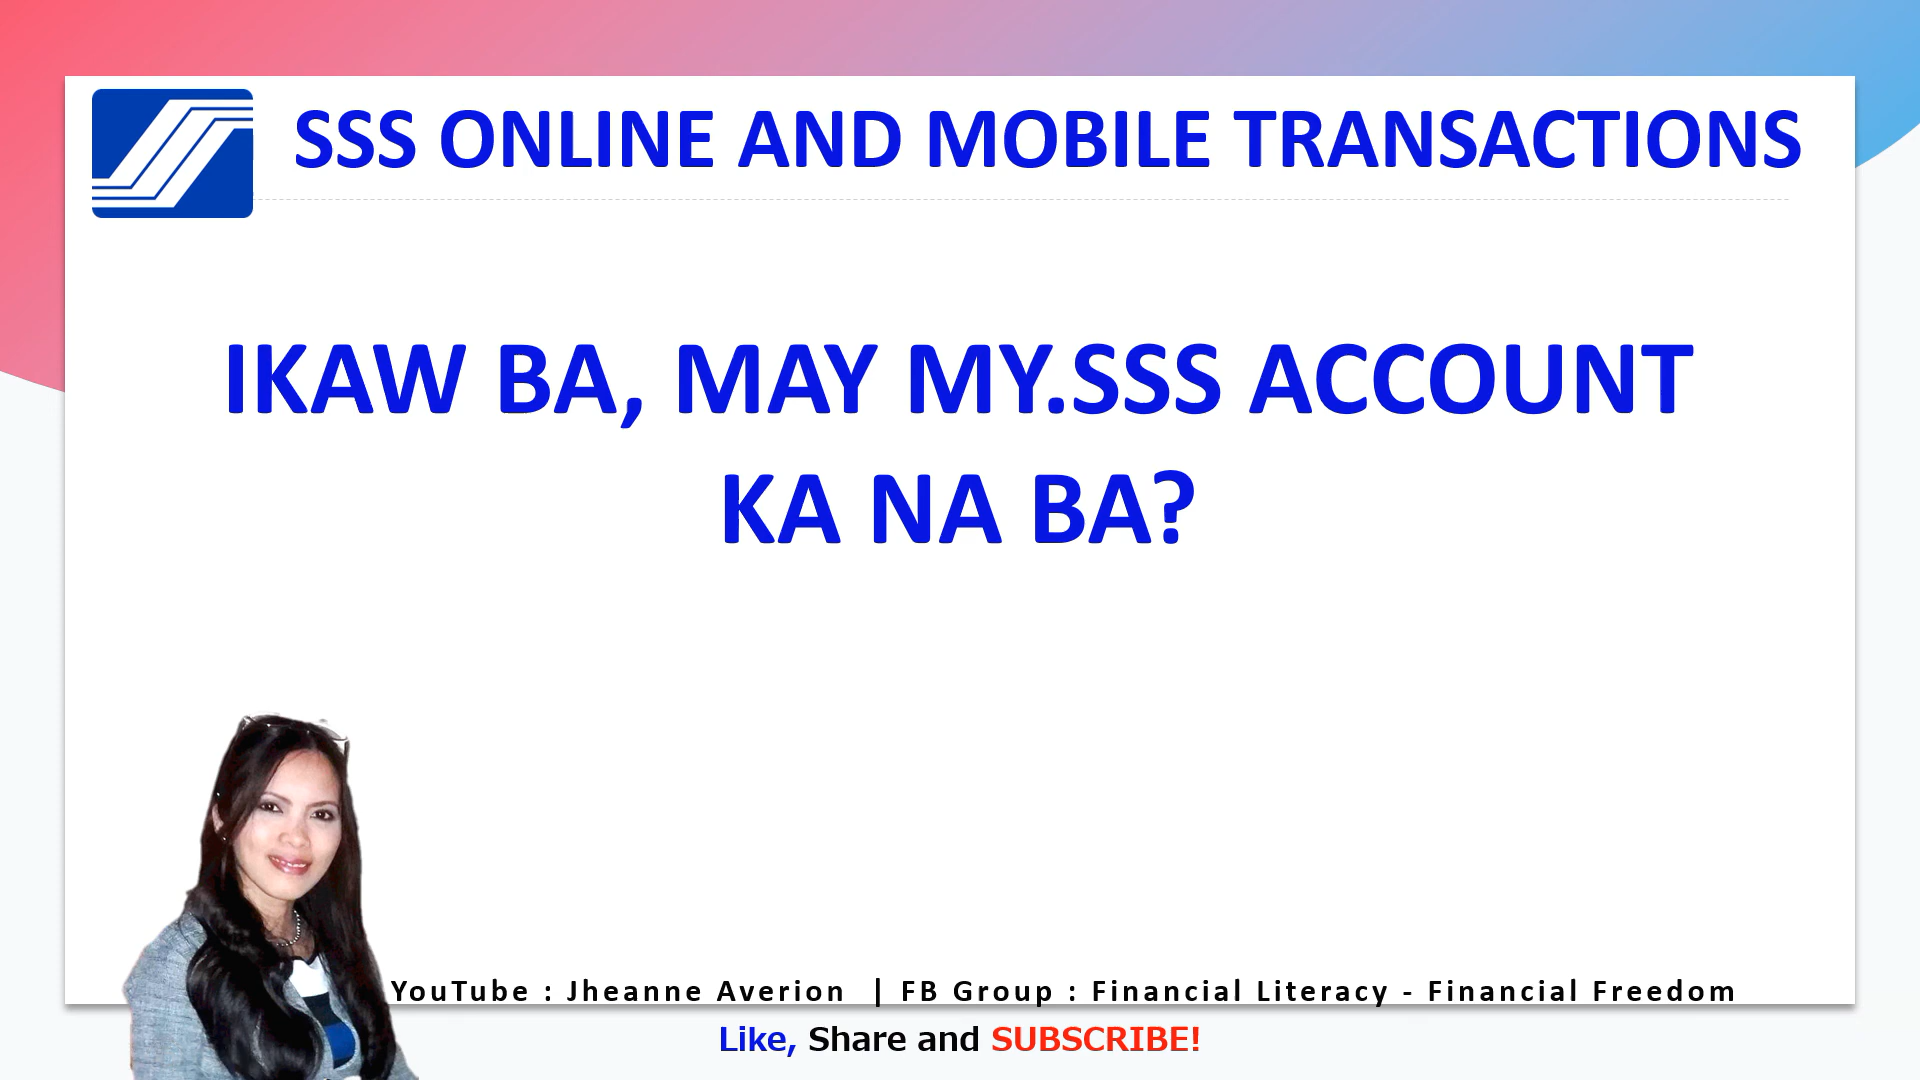 SSS ONLINE AND MOBILE TRANSACTIONS
IKAW BA, MAY MY.SSS ACCOUNT
KA NA BA?
YouTube : Jheanne Averion | FB Group : Financial Literacy - Financial Freedom
Like, Share and SUBSCRIBE!